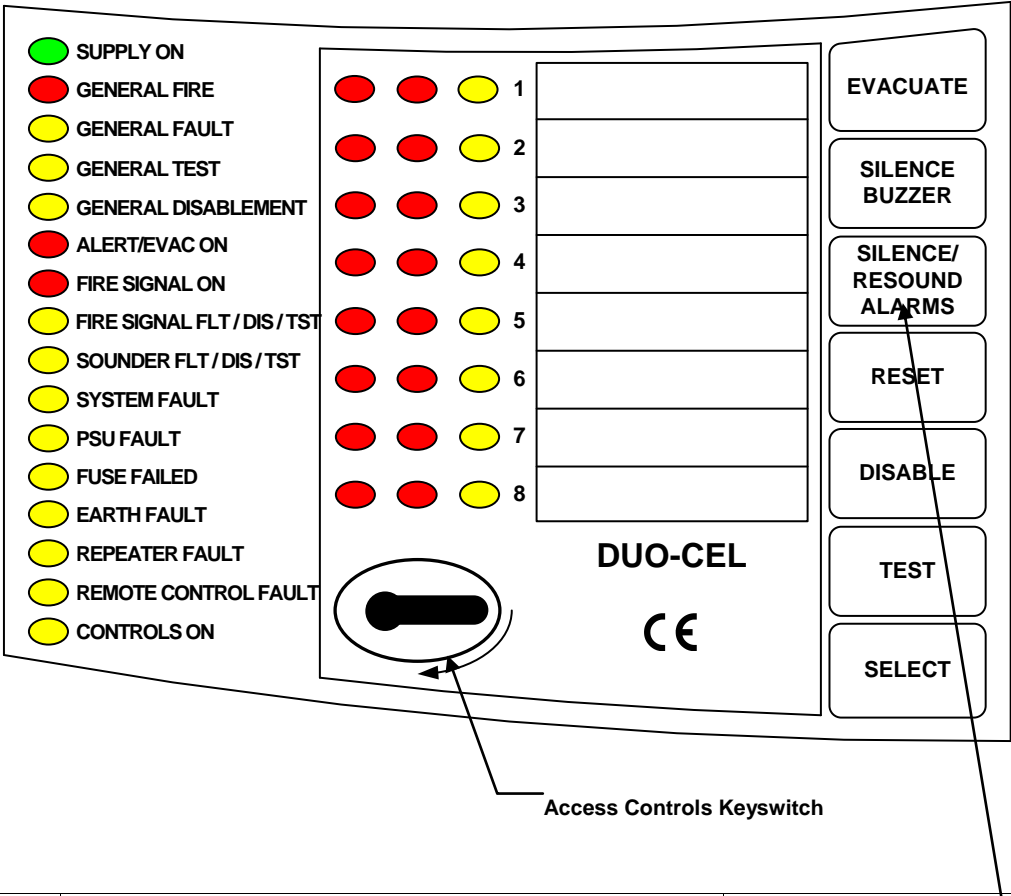 SUPPLY ON
GENERAL FIRE
GENERAL FAULT
GENERAL TEST
GENERAL DISABLEMENT
ALERT/EVAC ON
FIRE SIGNAL ON
FIRE SIGNAL FLT / DIS / TST
SOUNDER FLT / DIS / TST
SYSTEM FAULT
PSU FAULT
FUSE FAILED
EARTH FAULT
REPEATER FAULT
REMOTE CONTROL FAULT
CONTROLS ON
1
2
3
4
5
6
7
8
DUO-CEL
CE
EVACUATE
SILENCE
BUZZER
SILENCE/
RESOUND
ALARMS
RESET
DISABLE
TEST
SELECT
Access Controls Keyswitch